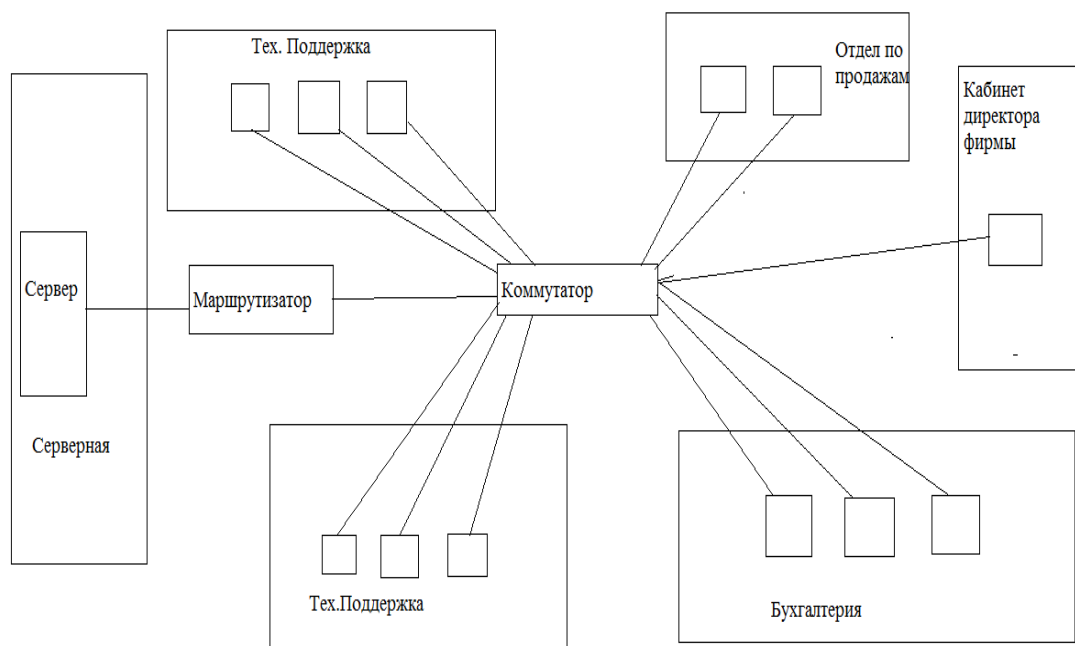 Тех. Поддержка
Отдел по
продажам
Кабинет
директора
фирмы
Сервер
Маршрутизатор
Коммутатор
Серверная
Тех.Поддержка
Бухгалтерия